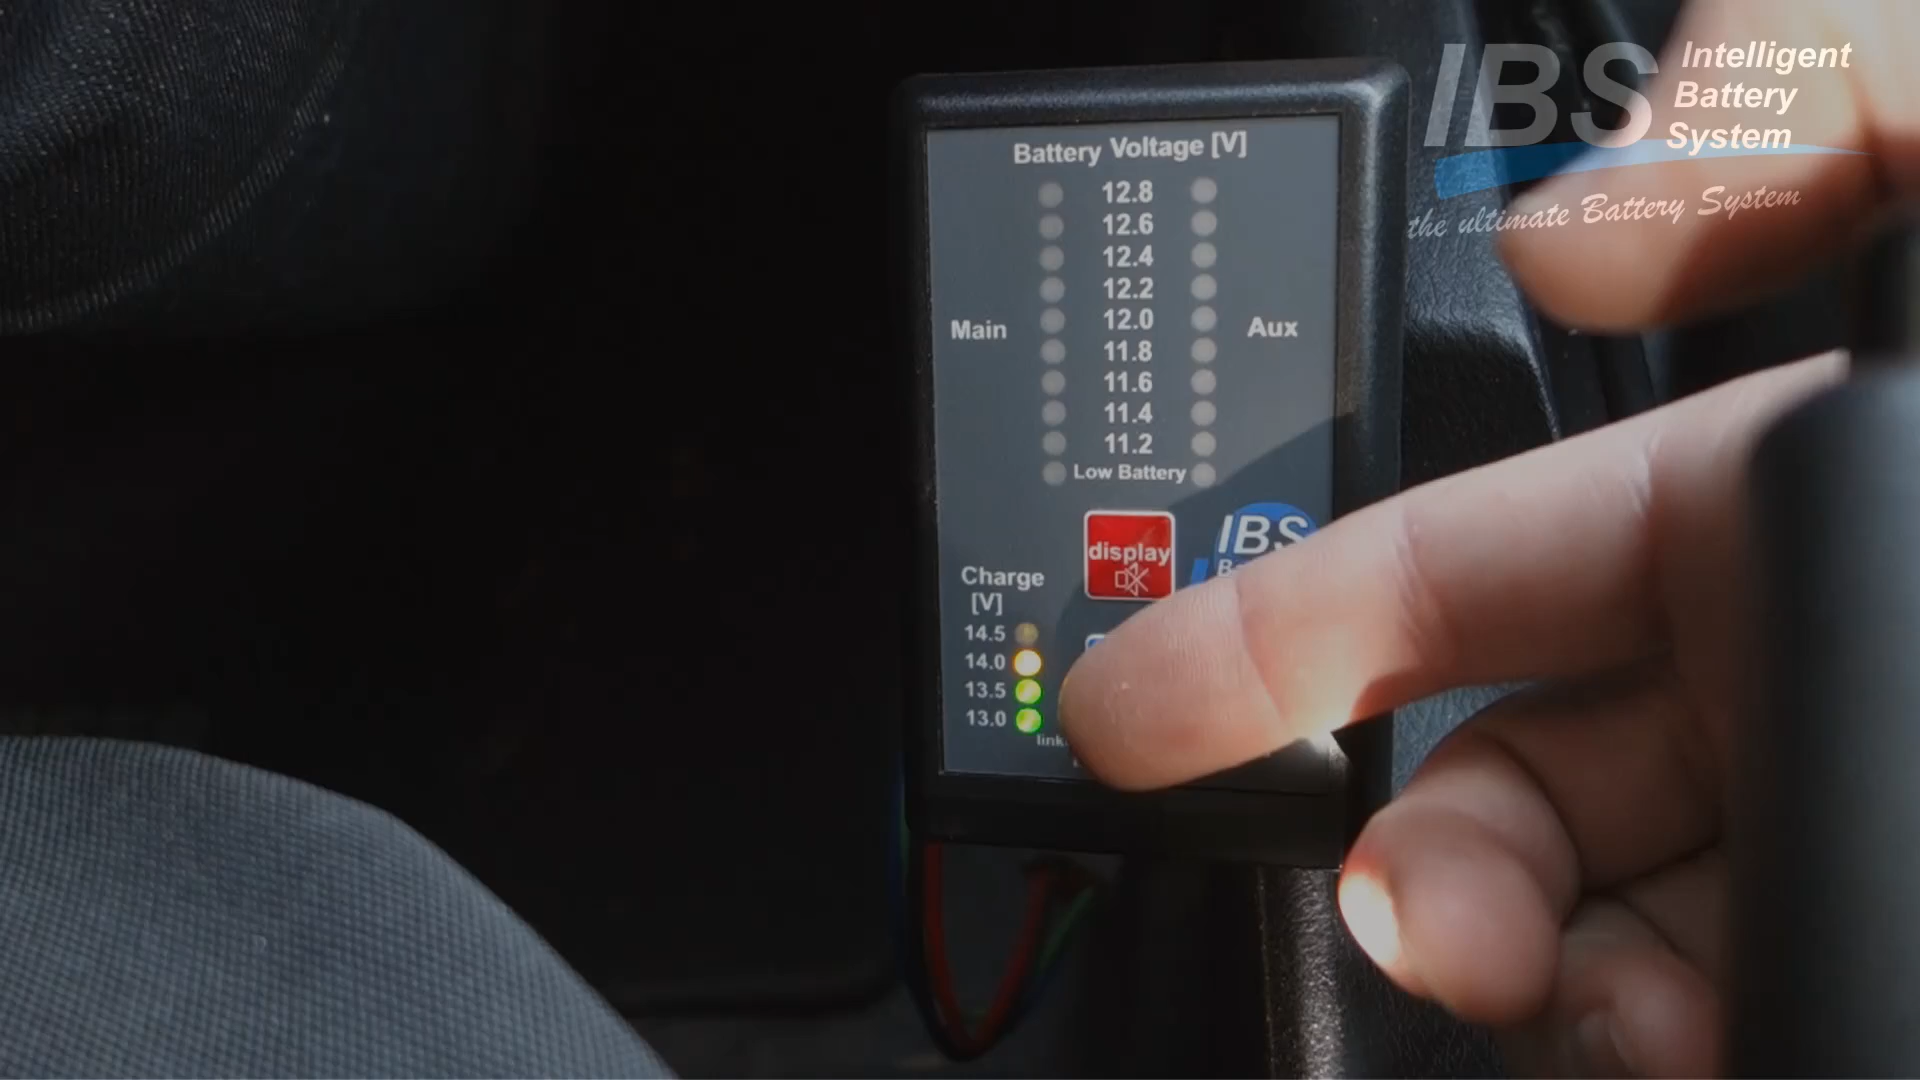 IBS
Intelligent
Battery
System
the ultimate Battery System
Battery Voltage [V]
12.8
12.6
12.4
12.2
Main 12.0 Aux
11.8
11.6
11.4
11.2
Low Battery
display
IBS
Charge
[V]
14.5
14.0
13.5
13.0